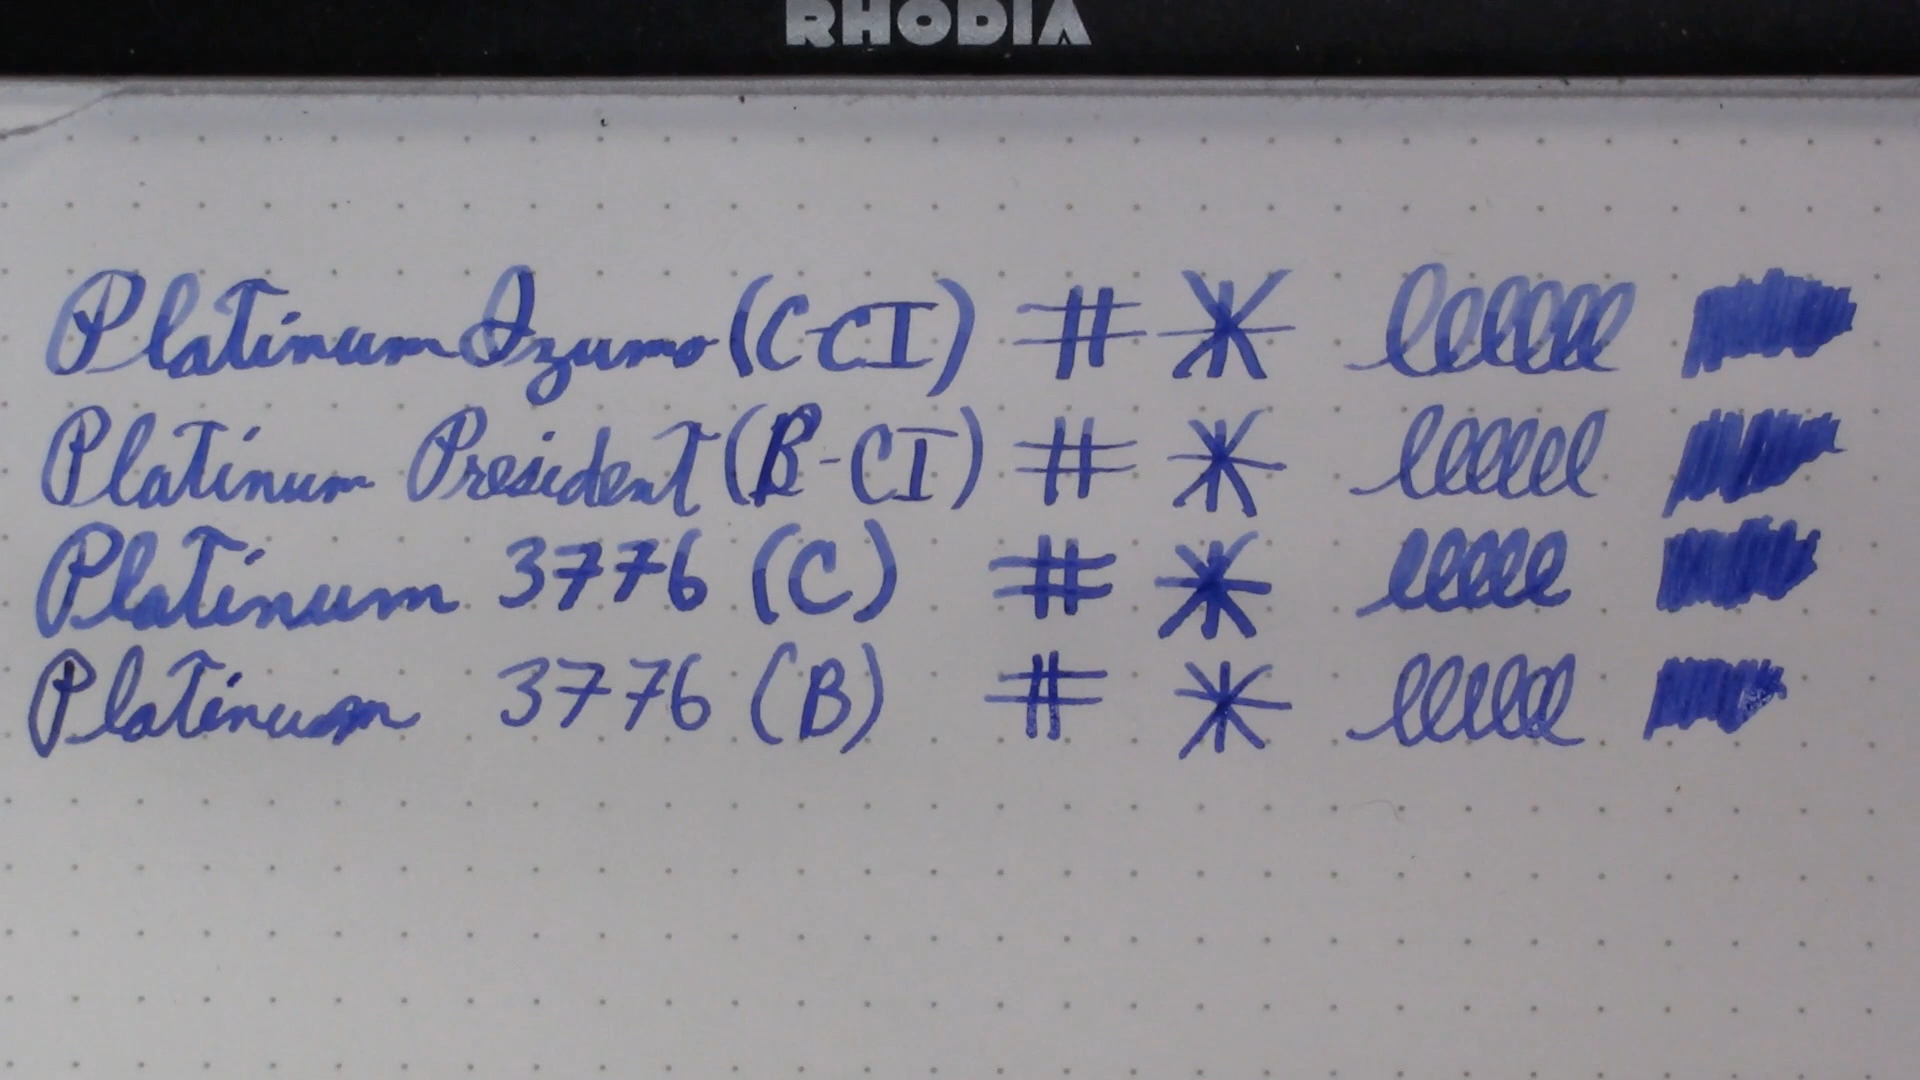 RHODIA
Platinum Izumo (C-CI) # *
Platinum President (B-CI) # *
Platinum 3776 (C) # *
Platinum 3776 (B) # *